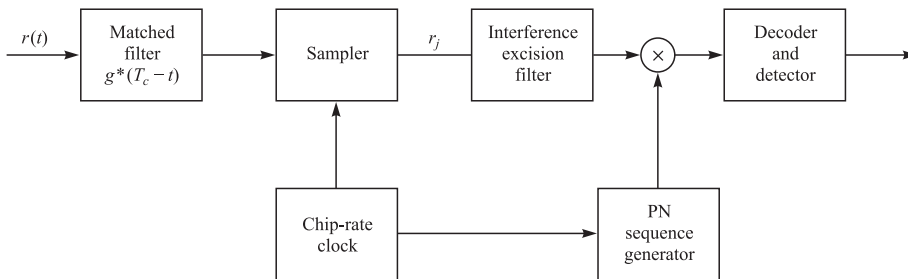 r(t)
Matched
filter
g*(T_c − t)
Sampler
r_j
Interference
excision
filter
×
Decoder
and
detector
Chip-rate
clock
PN
sequence
generator